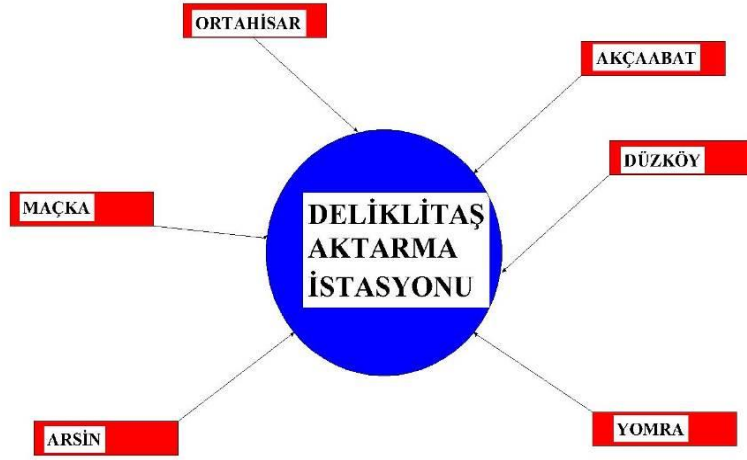 ORTAHİSAR
AKÇAABAT
DÜZKÖY
MAÇKA
DELİKLİTAŞ
AKTARMA
İSTASYONU
ARSİN
YOMRA